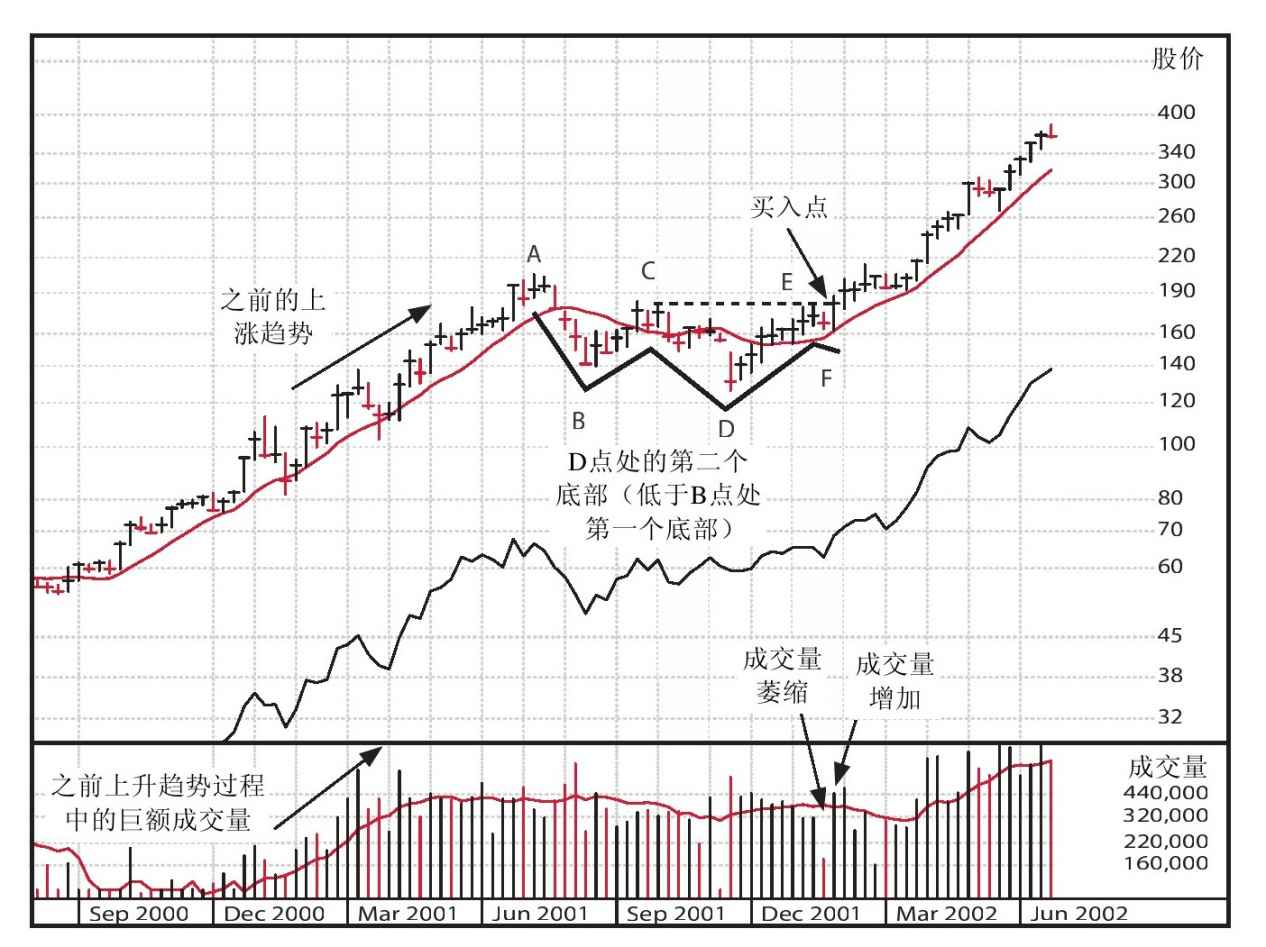 股价
400
340
300
260
220
190
160
140
120
100
80
70
60
45
38
32
买入点
A
C
E
之前的上
涨趋势
B
D
F
D点处的第二个
底部（低于B点处
第一个底部）
成交量
萎缩
成交量
增加
之前上升趋势过程
中的巨额成交量
成交量
440,000
320,000
220,000
160,000
Sep 2000
Dec 2000
Mar 2001
Jun 2001
Sep 2001
Dec 2001
Mar 2002
Jun 2002